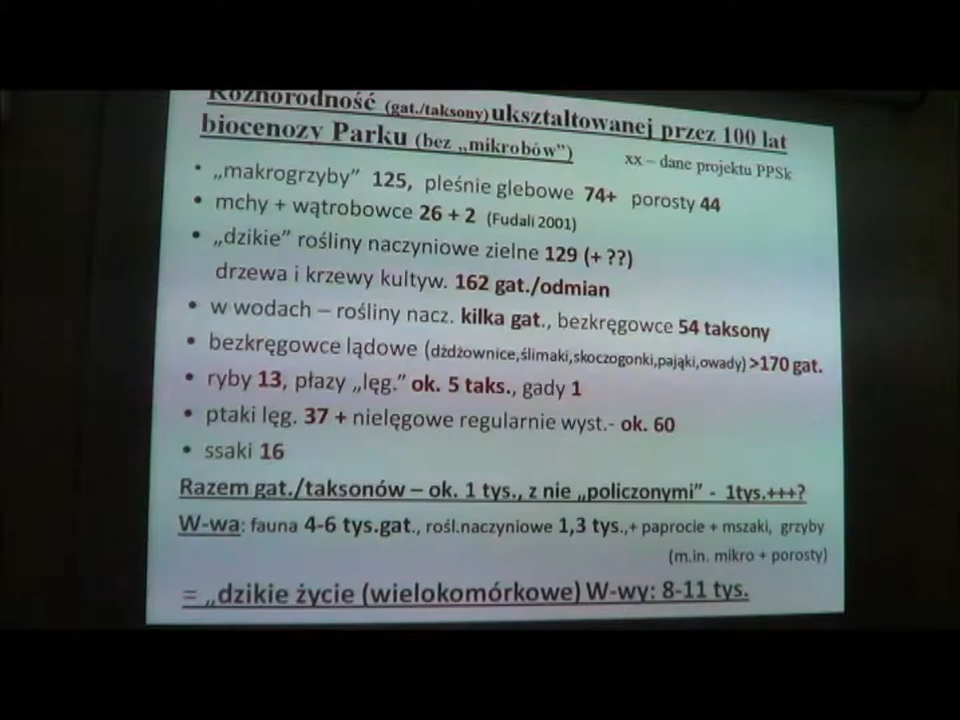 Różnorodność (gat./taksony) ukształtowanej przez 100 lat
biocenozy Parku (bez „mikrobów”)
xx – dane projektu PPSk
• „makrogrzyby” 125, pleśnie glebowe 74+ porosty 44
• mchy + wątrobowce 26 + 2 (Fudali 2001)
• „dzikie” rośliny naczyniowe zielne 129 (+ ??)
drzewa i krzewy kultyw. 162 gat./odmian
• w wodach – rośliny nacz. kilka gat., bezkręgowce 54 taksony
• bezkręgowce lądowe (dżdżownice,ślimaki,skoczogonki,pająki,owady) >170 gat.
• ryby 13, płazy „lęg.” ok. 5 taks., gady 1
• ptaki lęg. 37 + nielęgowe regularnie wyst.- ok. 60
• ssaki 16
Razem gat./taksonów – ok. 1 tys., z nie „policzonymi” - 1tys.+++?
W-wa: fauna 4-6 tys.gat., rośl.naczyniowe 1,3 tys.,+ paprocie + mszaki, grzyby
(m.in. mikro + porosty)
= „dzikie życie (wielokomórkowe) W-wy: 8-11 tys.